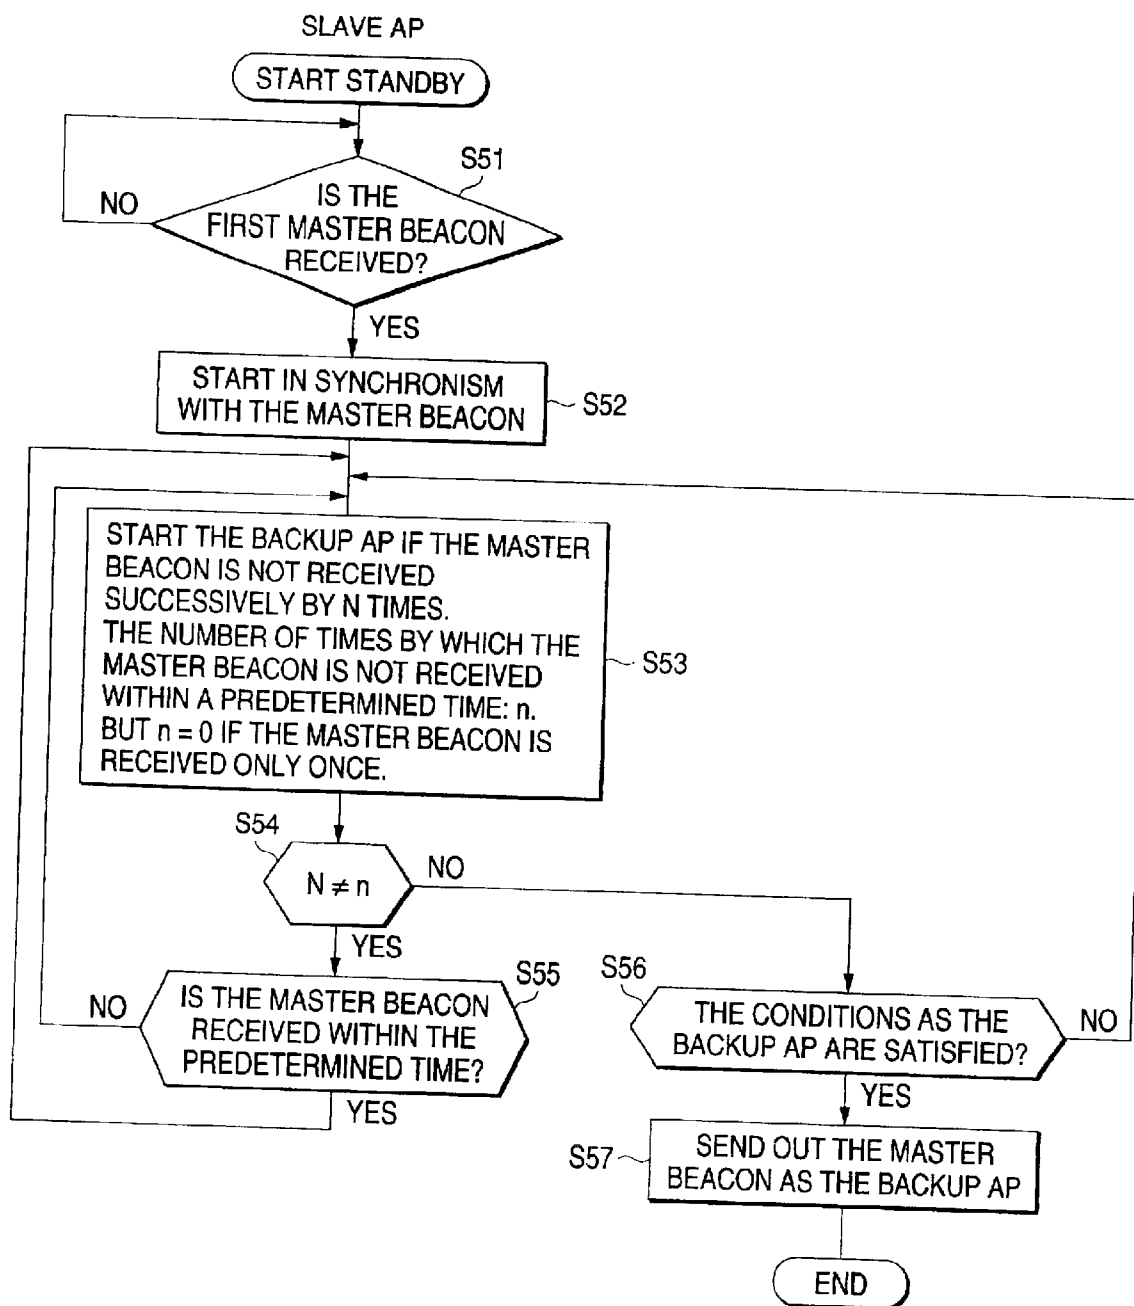 SLAVE AP
START STANDBY
S51
IS THE
FIRST MASTER BEACON
RECEIVED?
NO
YES
START IN SYNCHRONISM
WITH THE MASTER BEACON
S52
START THE BACKUP AP IF THE MASTER
BEACON IS NOT RECEIVED
SUCCESSIVELY BY N TIMES.
THE NUMBER OF TIMES BY WHICH THE
MASTER BEACON IS NOT RECEIVED
WITHIN A PREDETERMINED TIME: n.
BUT n = 0 IF THE MASTER BEACON IS
RECEIVED ONLY ONCE.
S53
S54
N ≠ n
NO
YES
S55
IS THE MASTER BEACON
RECEIVED WITHIN THE
PREDETERMINED TIME?
NO
YES
S56
THE CONDITIONS AS THE
BACKUP AP ARE SATISFIED?
NO
YES
S57
SEND OUT THE MASTER
BEACON AS THE BACKUP AP
END